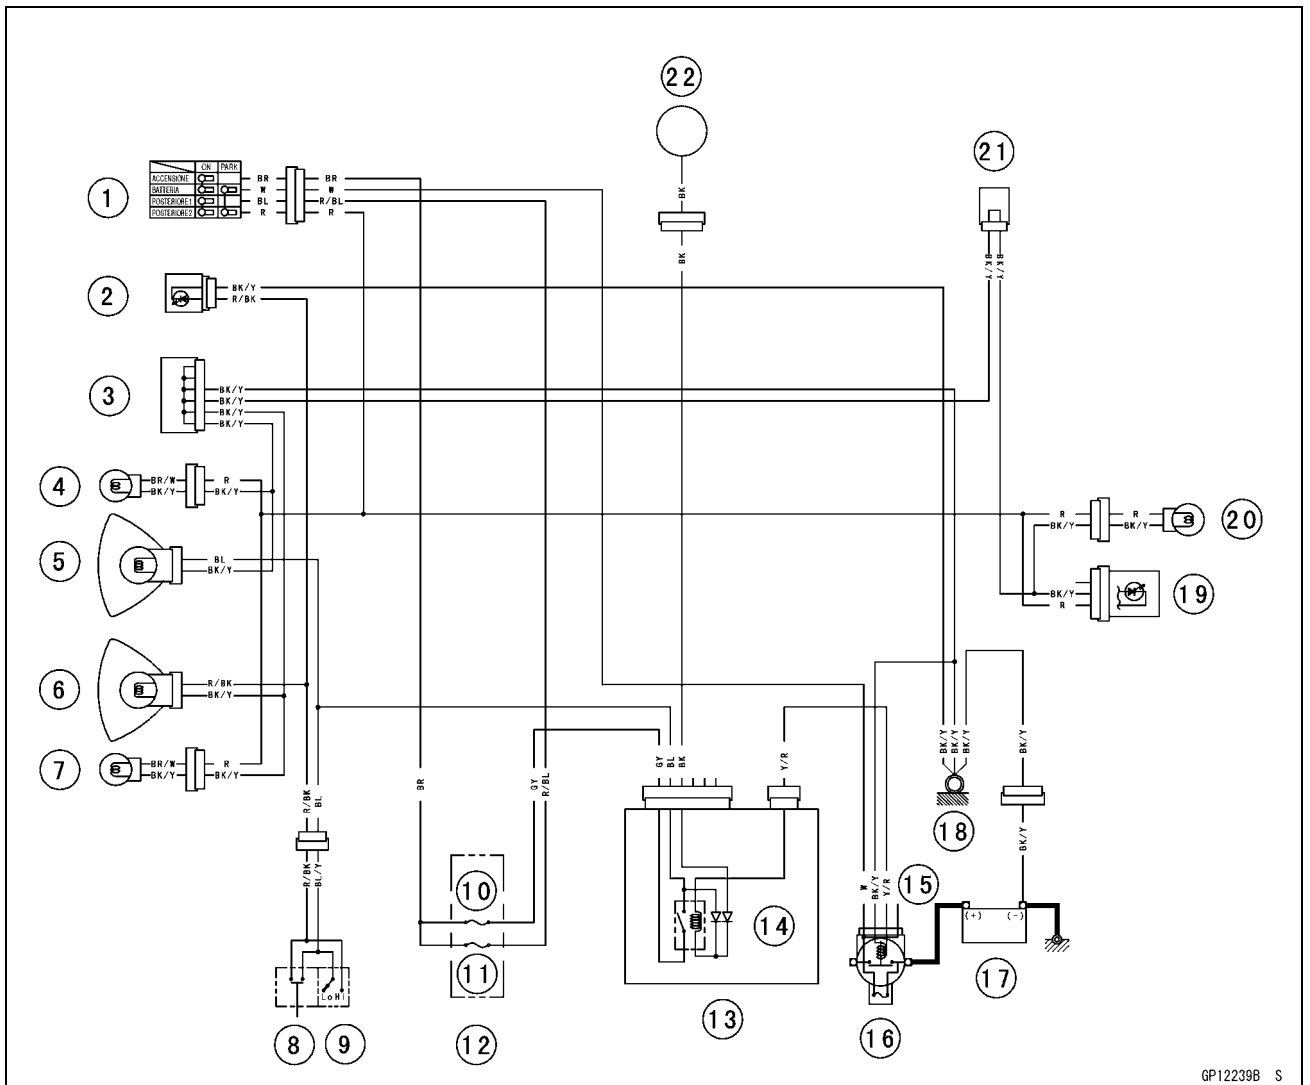 22
21
ON PARK
ACCENSIONE
BATTERIA
POSTERIORE1
POSTERIORE2
BR BR
W W
BL R/BL
R R
1
BK
BK
BK/Y
BK/Y
2
BK/Y
R/BK
3
BK/Y
BK/Y
BK/Y
BK/Y
4
BR/W R
BK/Y BK/Y
R R
BK/Y BK/Y
20
5
BL
BK/Y
BK/Y
R
19
6
R/BK
BK/Y
7
BR/W R
BK/Y BK/Y
R/BK
BL
BR
GY
R/BL
GY
BL
BK
Y/R
BK/Y
BK/Y
BK/Y
BK/Y
18
BK/Y
R/BK
BL/Y
10
11
14
W
BK/Y
Y/R
15
(+) (-)
17
LoHi
8
9
12
13
16
GP12239B S